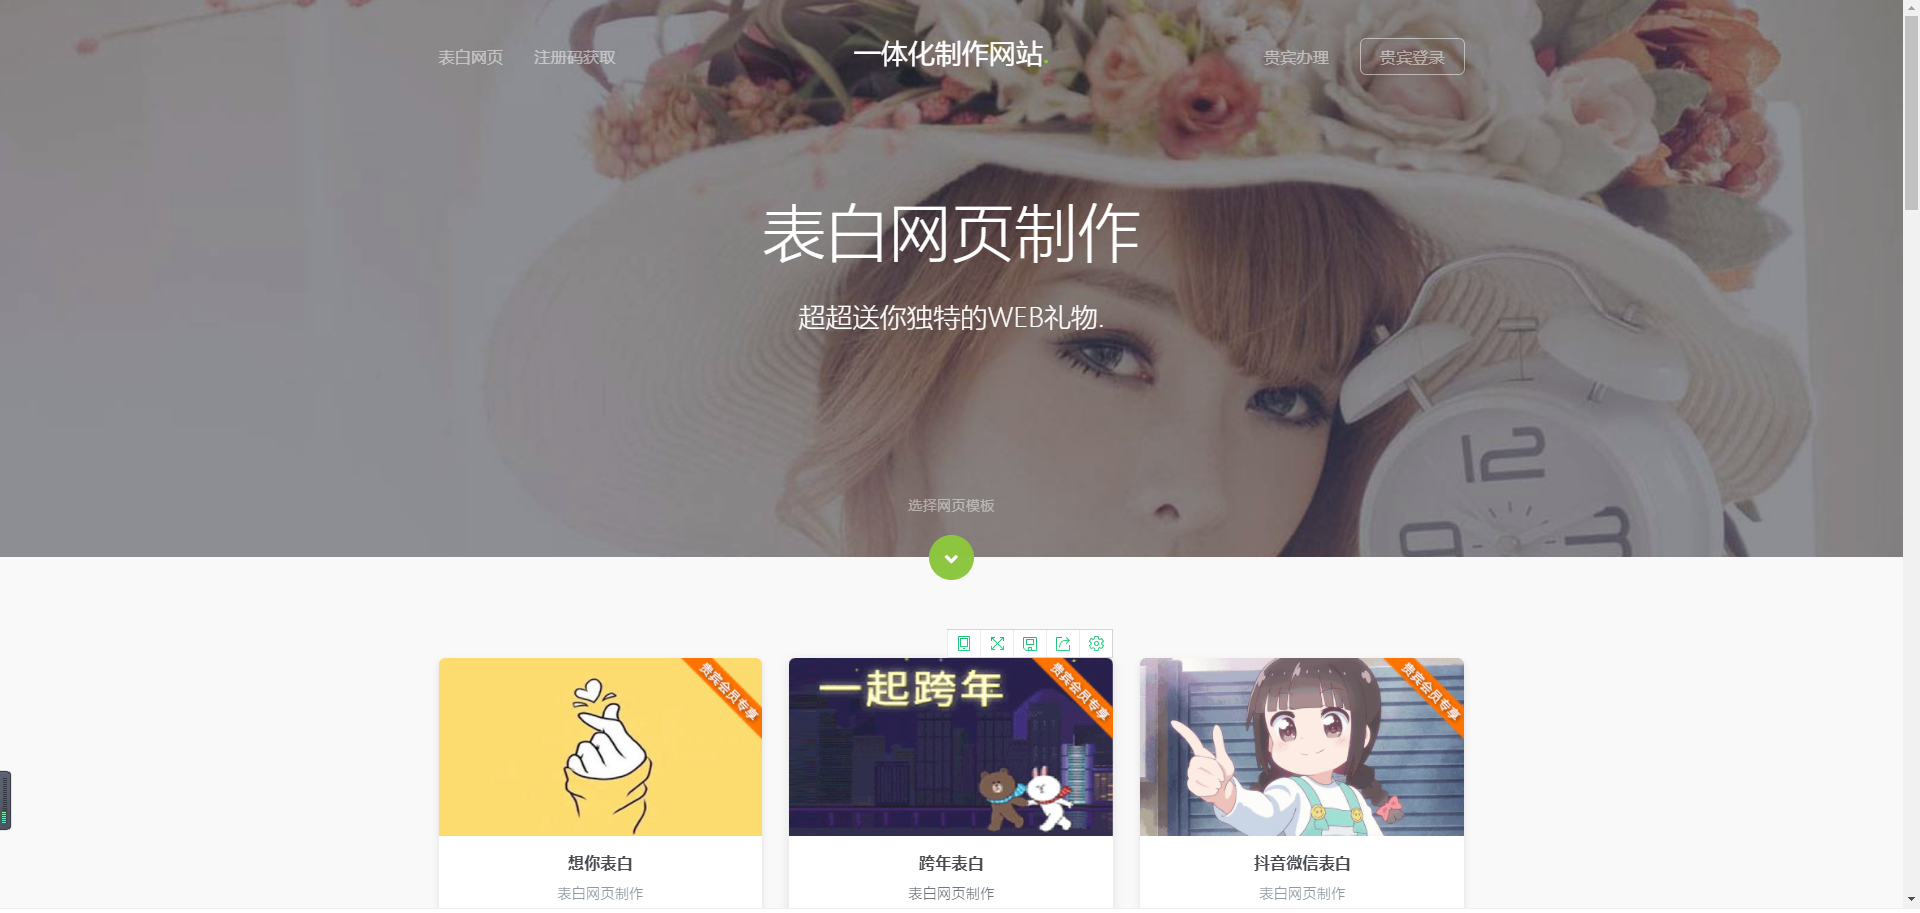 表白网页
注册码获取
一体化制作网站.
贵宾办理
贵宾登录
表白网页制作
超超送你独特的WEB礼物.
12
9
3
选择网页模板
贵宾会员专享
一起跨年
贵宾会员专享
贵宾会员专享
想你表白
跨年表白
抖音微信表白
表白网页制作
表白网页制作
表白网页制作